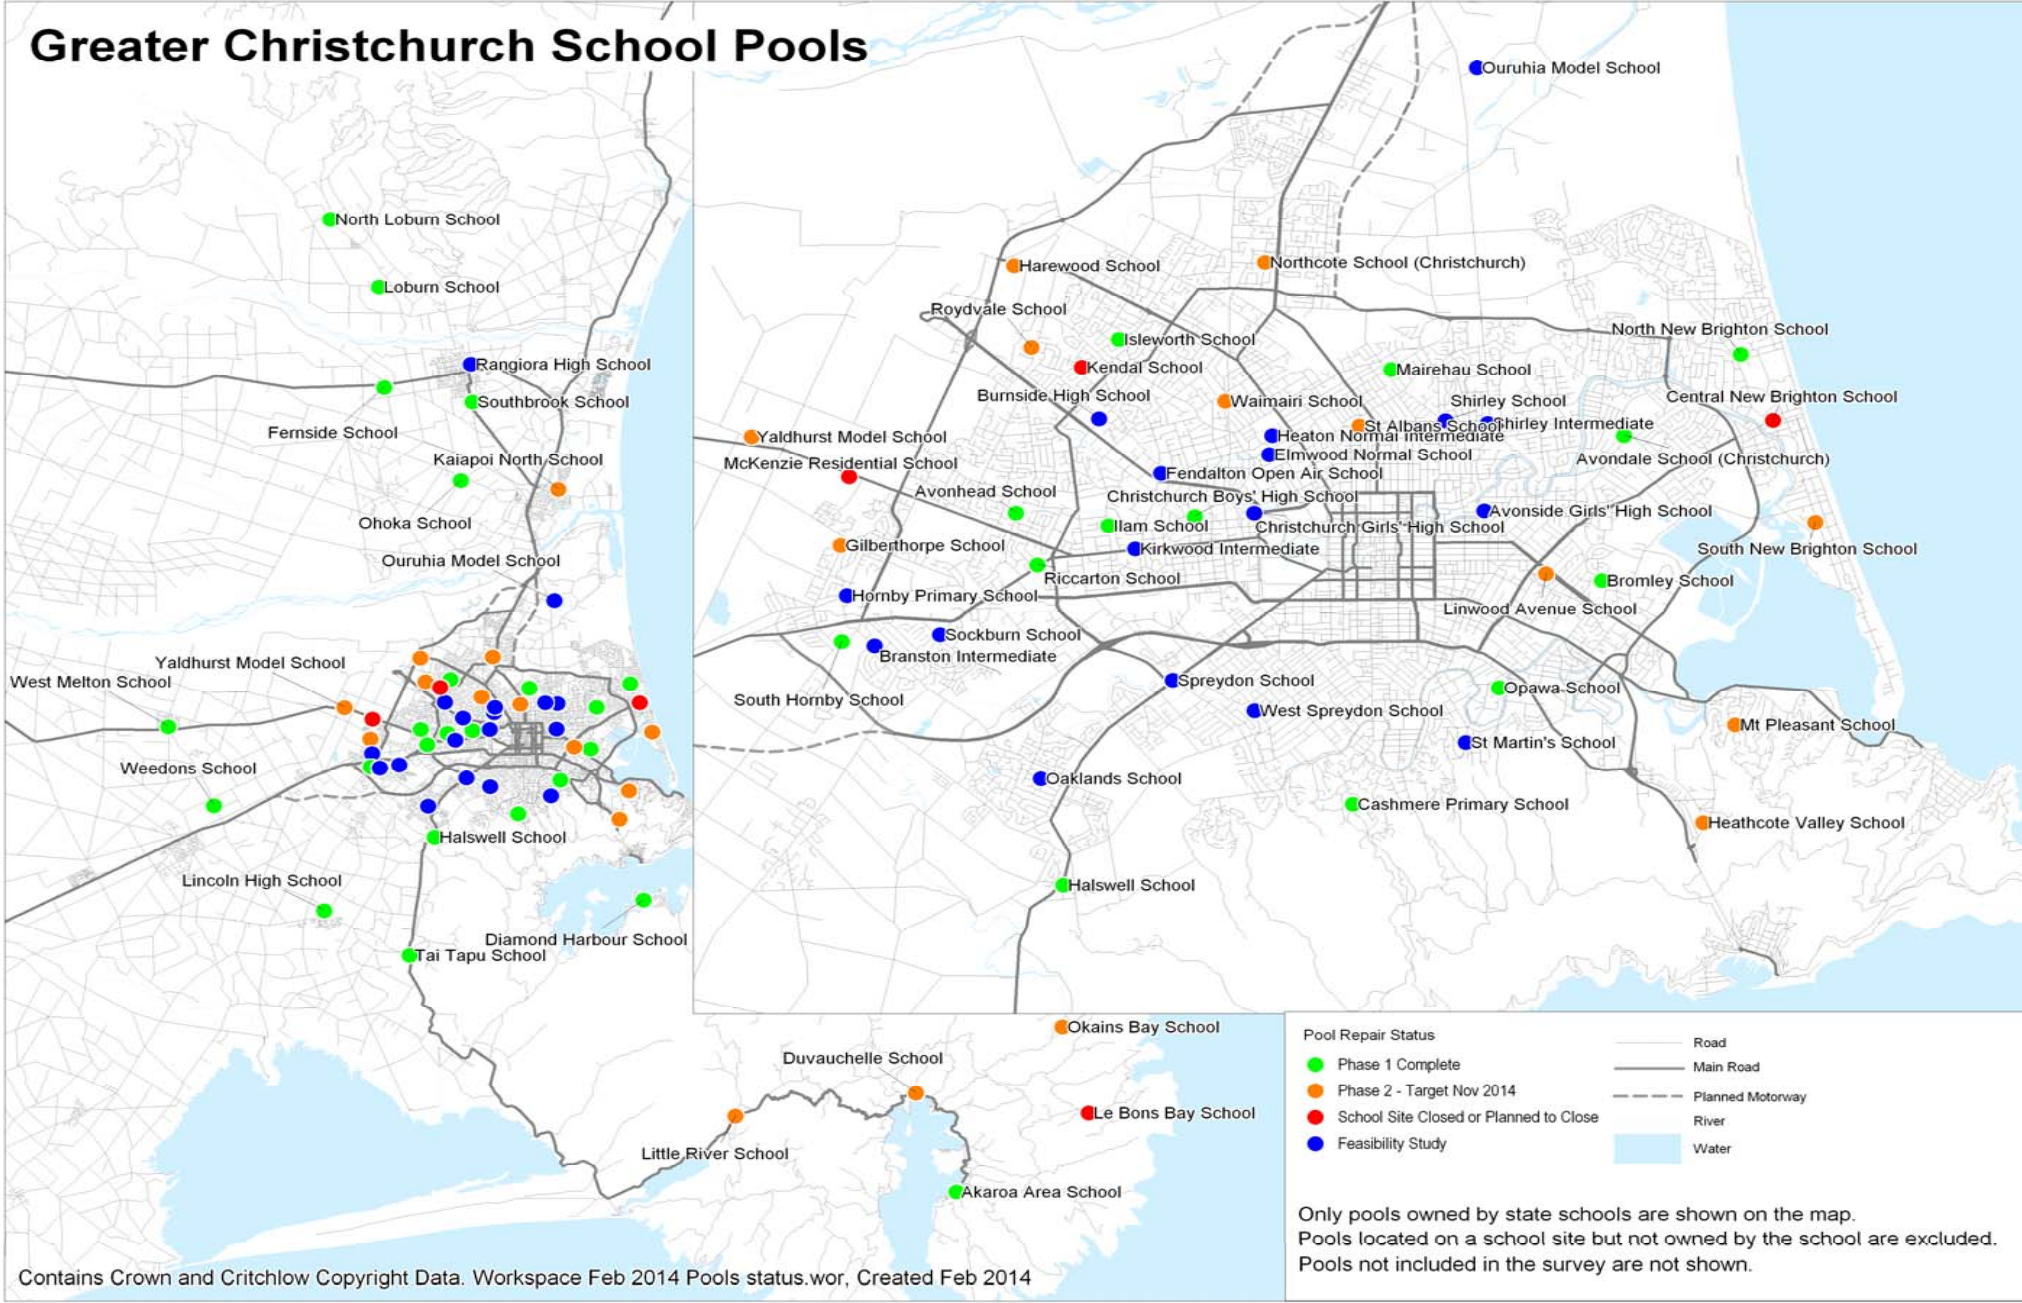 Greater Christchurch School Pools
North Loburn School
Loburn School
Rangiora High School
Southbrook School
Fernside School
Kaiapoi North School
Ohoka School
Ouruhia Model School
Yaldhurst Model School
West Melton School
Weedons School
Halswell School
Lincoln High School
Diamond Harbour School
Tai Tapu School
Ouruhia Model School
Harewood School
Northcote School (Christchurch)
Roydvale School
North New Brighton School
Isleworth School
Kendal School
Mairehau School
Burnside High School
Waimairi School
Shirley School
Central New Brighton School
St Albans School
Shirley Intermediate
Yaldhurst Model School
Heaton Normal Intermediate
Elmwood Normal School
Avondale School (Christchurch)
McKenzie Residential School
Fendalton Open Air School
Avonhead School
Christchurch Boys' High School
Avonside Girls' High School
Ilam School
Christchurch Girls' High School
Gilberthorpe School
Kirkwood Intermediate
South New Brighton School
Riccarton School
Bromley School
Hornby Primary School
Linwood Avenue School
Sockburn School
Branston Intermediate
Spreydon School
Opawa School
South Hornby School
West Spreydon School
Mt Pleasant School
St Martin's School
Oaklands School
Cashmere Primary School
Heathcote Valley School
Halswell School
Okains Bay School
Duvauchelle School
Le Bons Bay School
Little River School
Akaroa Area School
Pool Repair Status
Phase 1 Complete
Phase 2 - Target Nov 2014
School Site Closed or Planned to Close
Feasibility Study
Road
Main Road
Planned Motorway
River
Water
Only pools owned by state schools are shown on the map.
Pools located on a school site but not owned by the school are excluded.
Pools not included in the survey are not shown.
Contains Crown and Critchlow Copyright Data. Workspace Feb 2014 Pools status.wor, Created Feb 2014